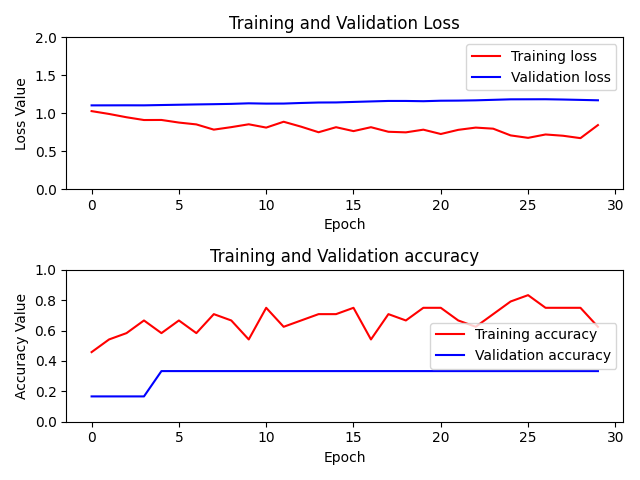 Training and Validation Loss
2.0
1.5
1.0
0.5
0.0
Loss Value
Training loss
Validation loss
0 5 10 15 20 25 30
Epoch
Training and Validation accuracy
1.0
0.8
0.6
0.4
0.2
0.0
Accuracy Value
Training accuracy
Validation accuracy
0 5 10 15 20 25 30
Epoch